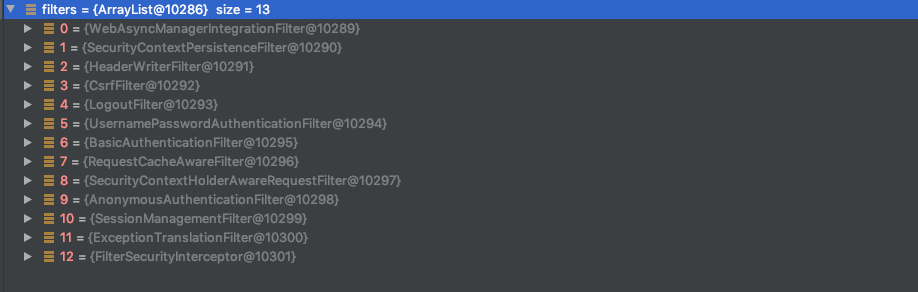 filters = {ArrayList@10286} size = 13
0 = {WebAsyncManagerIntegrationFilter@10289}
1 = {SecurityContextPersistenceFilter@10290}
2 = {HeaderWriterFilter@10291}
3 = {CsrfFilter@10292}
4 = {LogoutFilter@10293}
5 = {UsernamePasswordAuthenticationFilter@10294}
6 = {BasicAuthenticationFilter@10295}
7 = {RequestCacheAwareFilter@10296}
8 = {SecurityContextHolderAwareRequestFilter@10297}
9 = {AnonymousAuthenticationFilter@10298}
10 = {SessionManagementFilter@10299}
11 = {ExceptionTranslationFilter@10300}
12 = {FilterSecurityInterceptor@10301}